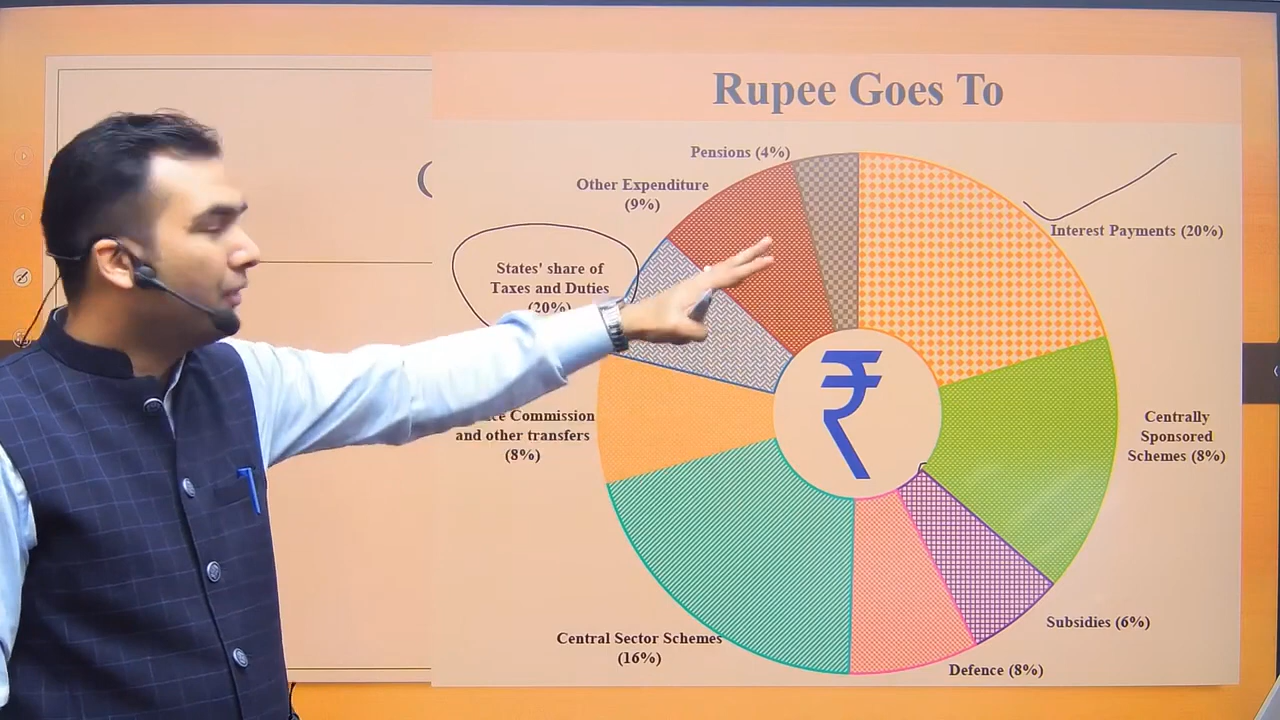 Rupee Goes To
Pensions (4%)
Other Expenditure
(9%)
Interest Payments (20%)
States' share of
Taxes and Duties
(20%)
₹
Commission
and other transfers
(8%)
Centrally
Sponsored
Schemes (8%)
Subsidies (6%)
Central Sector Schemes
(16%)
Defence (8%)